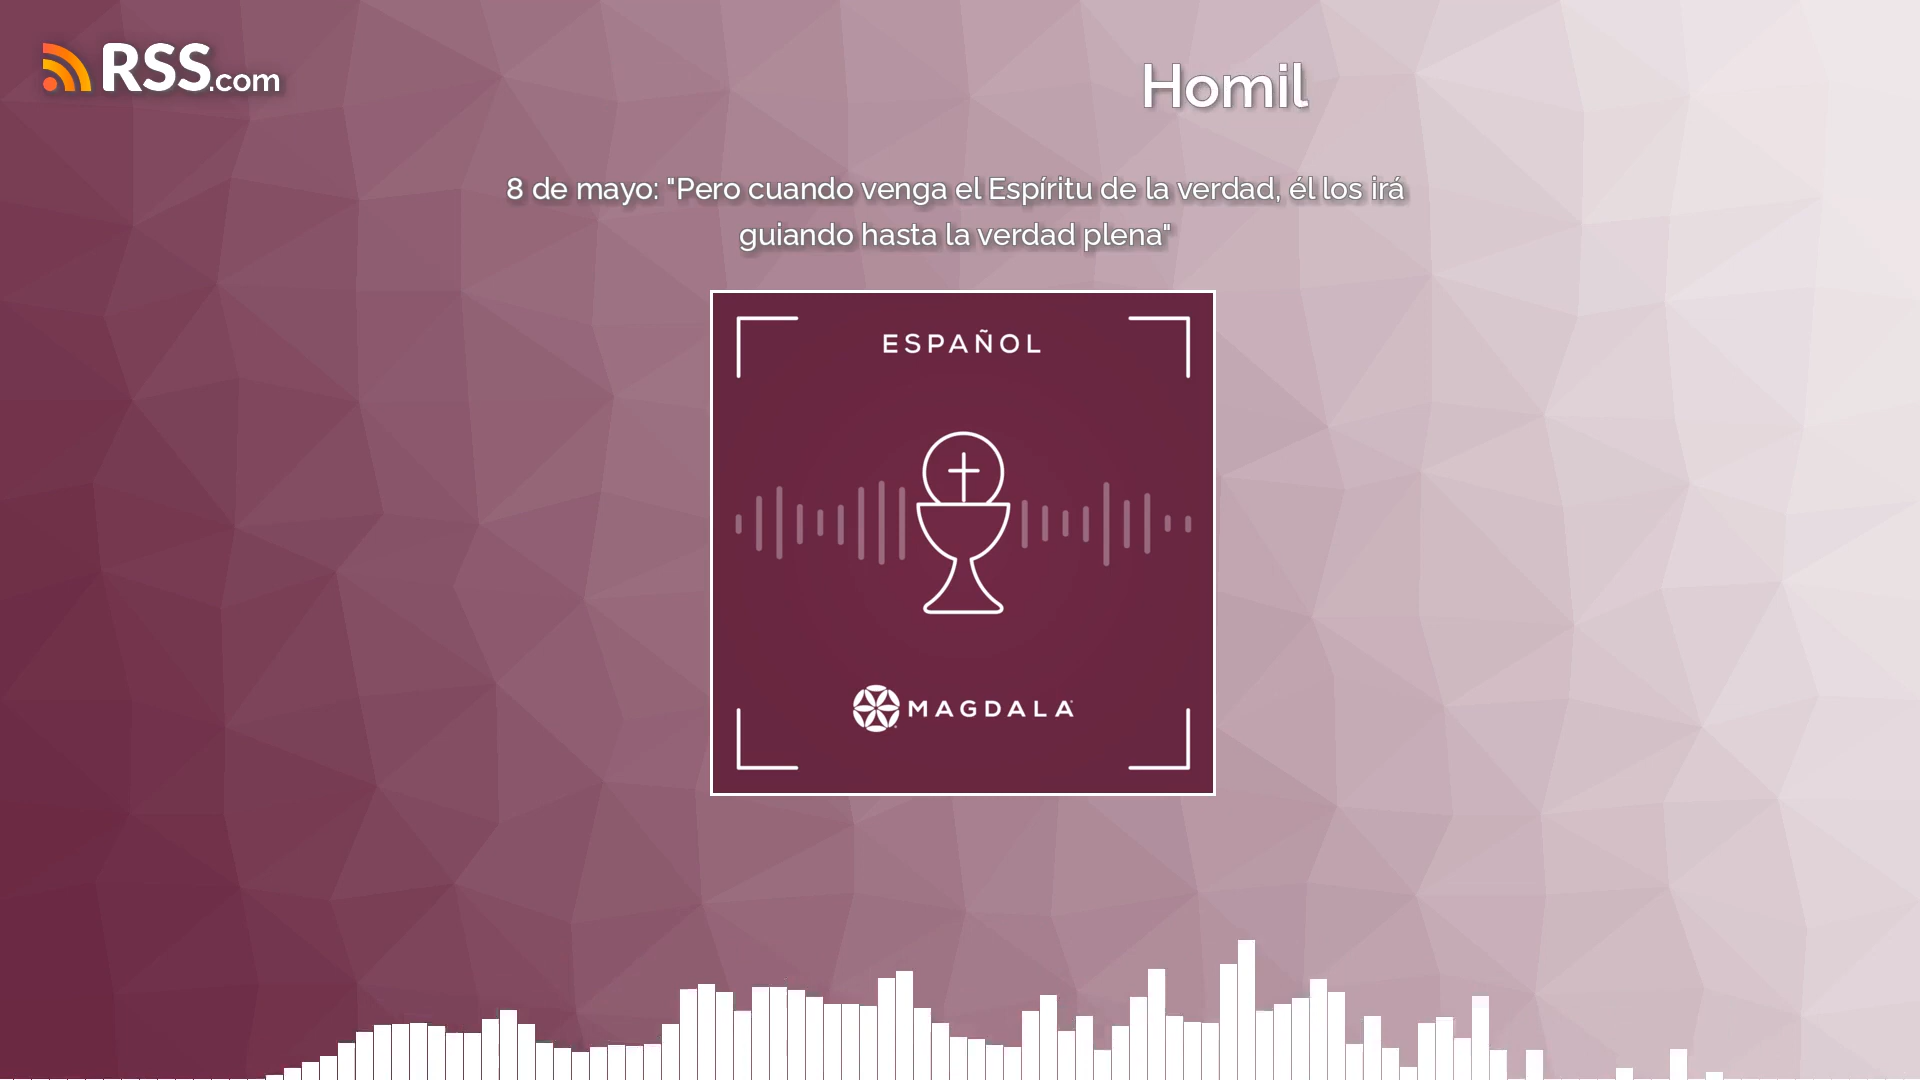 RSS.com
Homil
8 de mayo: "Pero cuando venga el Espíritu de la verdad, él los irá
guiando hasta la verdad plena"
ESPAÑOL
MAGDALA